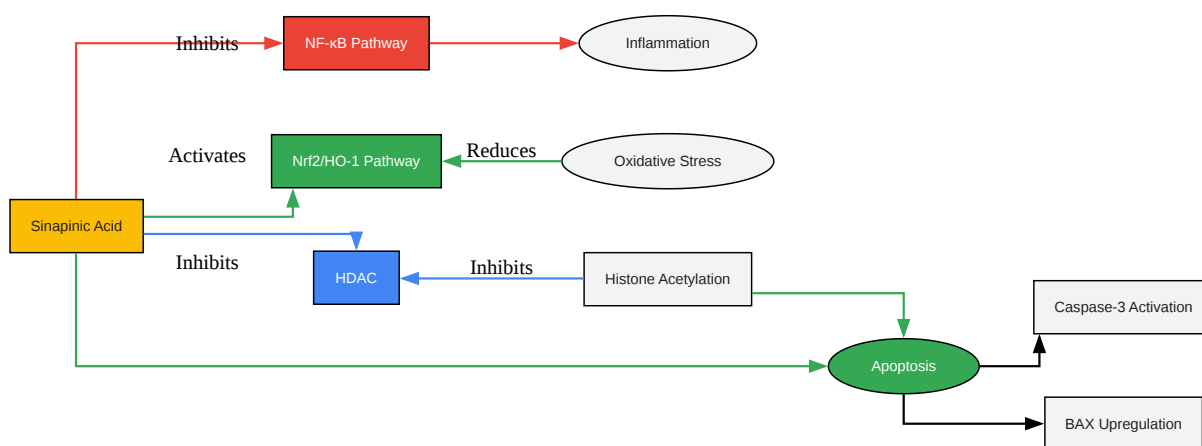 Inhibits
NF-κB Pathway
Inflammation
Activates
Nrf2/HO-1 Pathway
Reduces
Oxidative Stress
Sinapinic Acid
Inhibits
HDAC
Inhibits
Histone Acetylation
Caspase-3 Activation
Apoptosis
BAX Upregulation